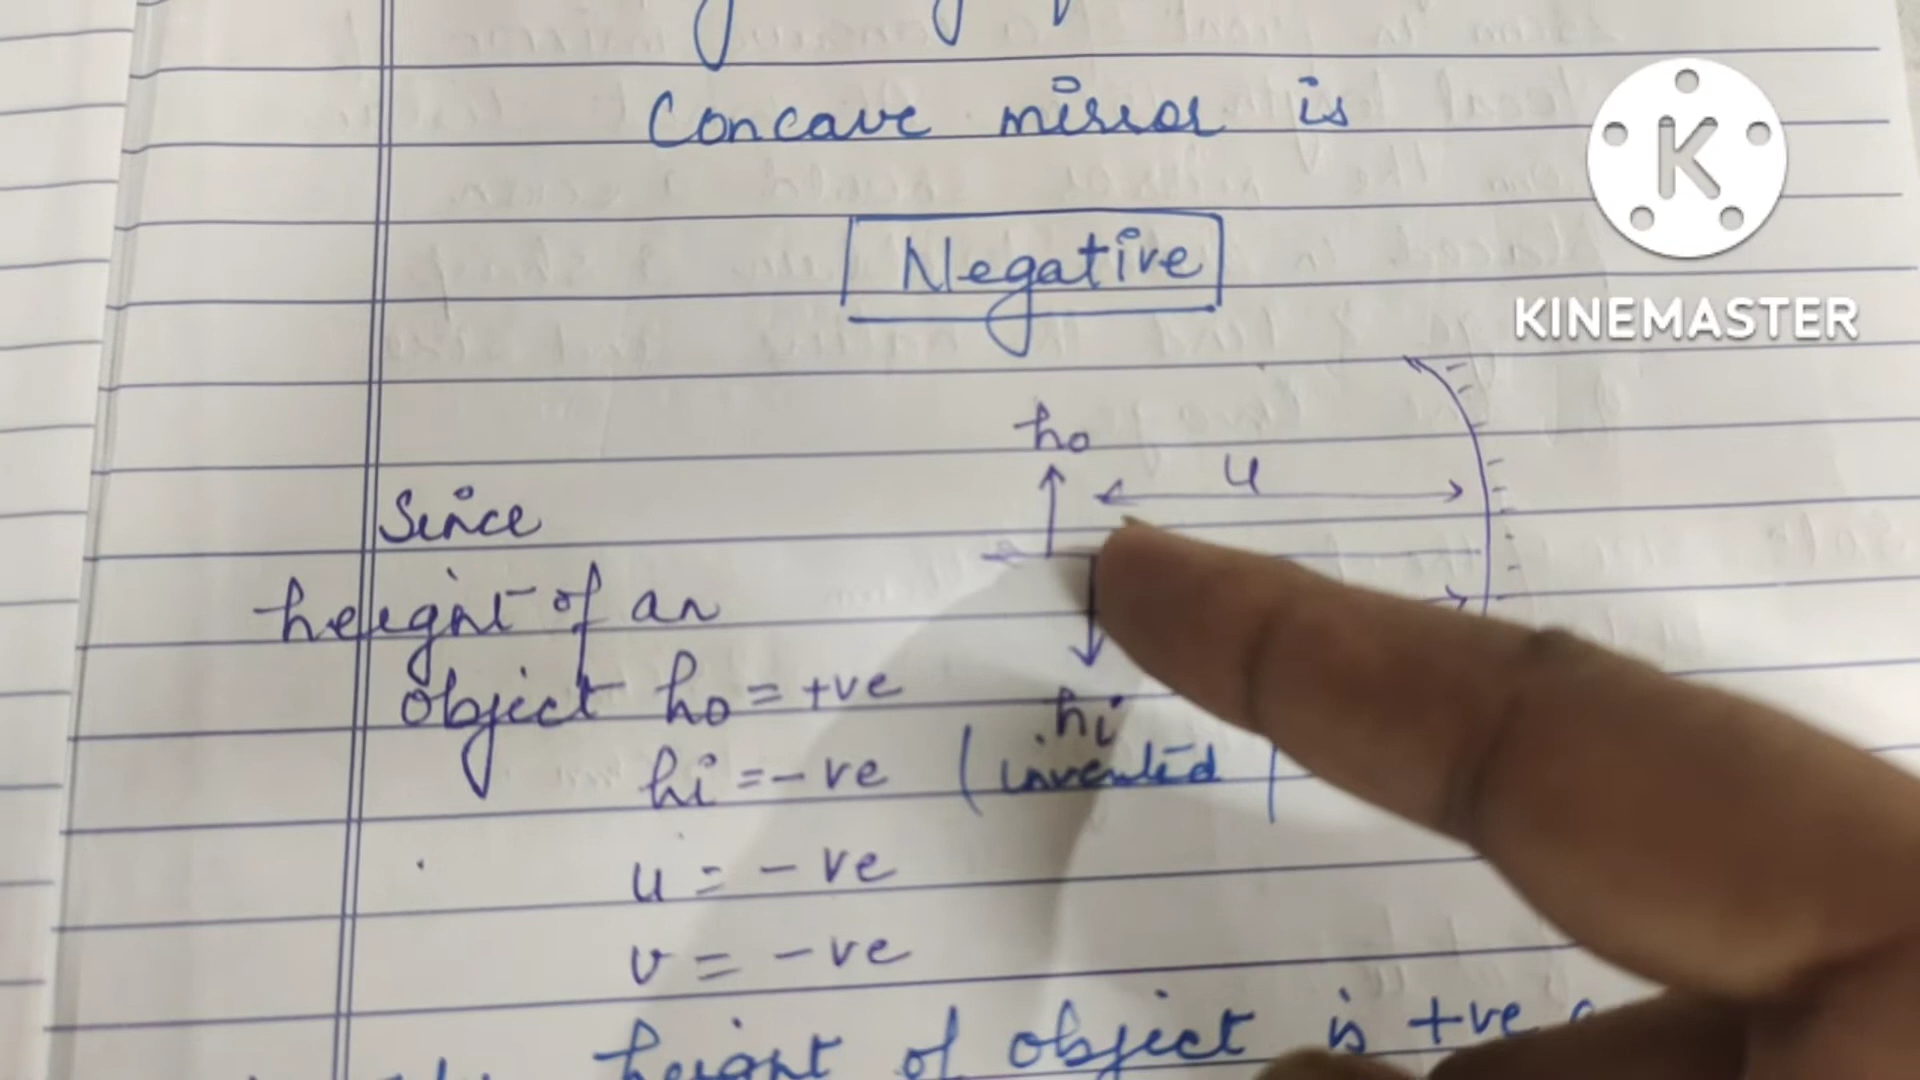 Concave mirror is
Negative
K
KINEMASTER
ho
u
Since
height of an
object ho = +ve
hi
hi = -ve (inverted)
u = -ve
v = -ve
height of object is +ve